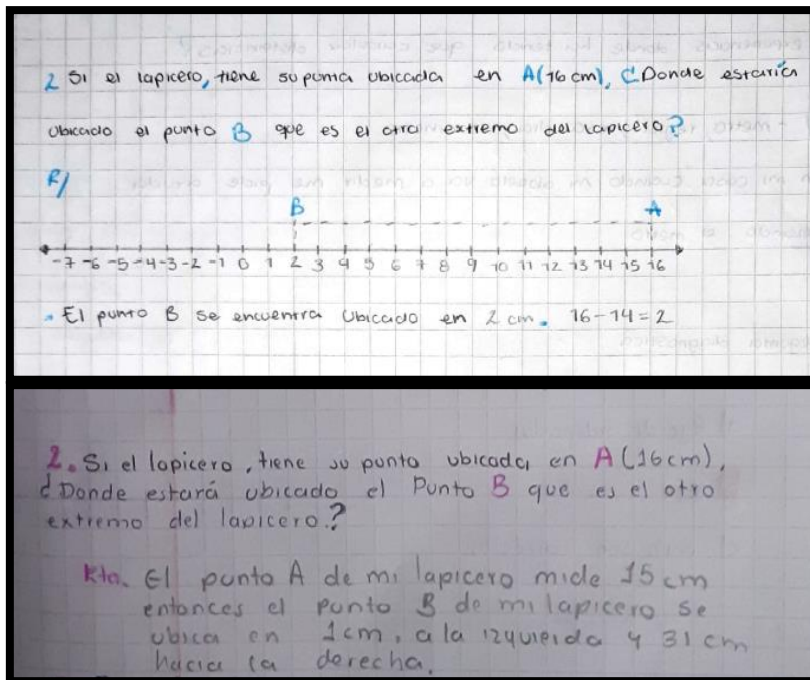 2 Si el lapicero, tiene su punta ubicada en A(16 cm), ¿Donde estaría
ubicado el punto B que es el otro extremo del lapicero?
R/
B A
-7 -6 -5 -4 -3 -2 -1 0 1 2 3 4 5 6 7 8 9 10 11 12 13 14 15 16
El punto B se encuentra ubicado en 2 cm. 16-14=2
2. Si el lapicero, tiene su punta ubicada en A(16cm),
¿Donde estará ubicado el Punto B que es el otro
extremo del lapicero?
Rta. El punto A de mi lapicero mide 15 cm
entonces el punto B de mi lapicero se
ubica en 1cm, a la izquierda y 31 cm
hacia la derecha.